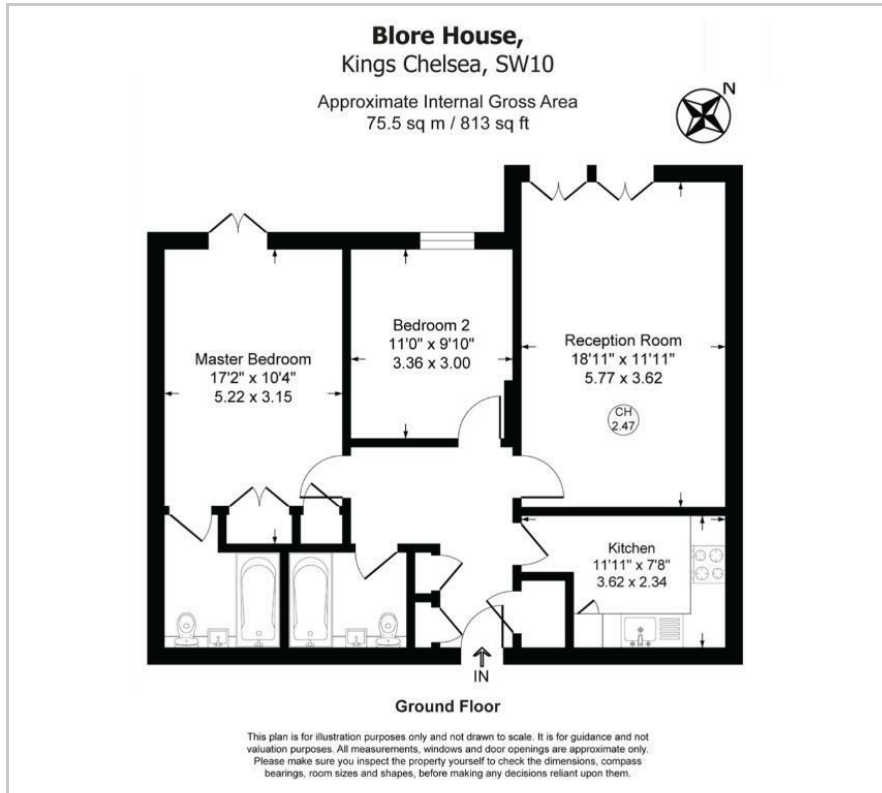 Blore House,
Kings Chelsea, SW10
Approximate Internal Gross Area
75.5 sq m / 813 sq ft
N
Master Bedroom
17'2" x 10'4"
5.22 x 3.15
Bedroom 2
11'0" x 9'10"
3.36 x 3.00
Reception Room
18'11" x 11'11"
5.77 x 3.62
CH
2.47
Kitchen
11'11" x 7'8"
3.62 x 2.34
IN
Ground Floor
This plan is for illustration purposes only and not drawn to scale. It is for guidance and not
valuation purposes. All measurements, windows and door openings are approximate only.
Please make sure you inspect the property yourself to check the dimensions, compass
bearings, room sizes and shapes, before making any decisions reliant upon them.